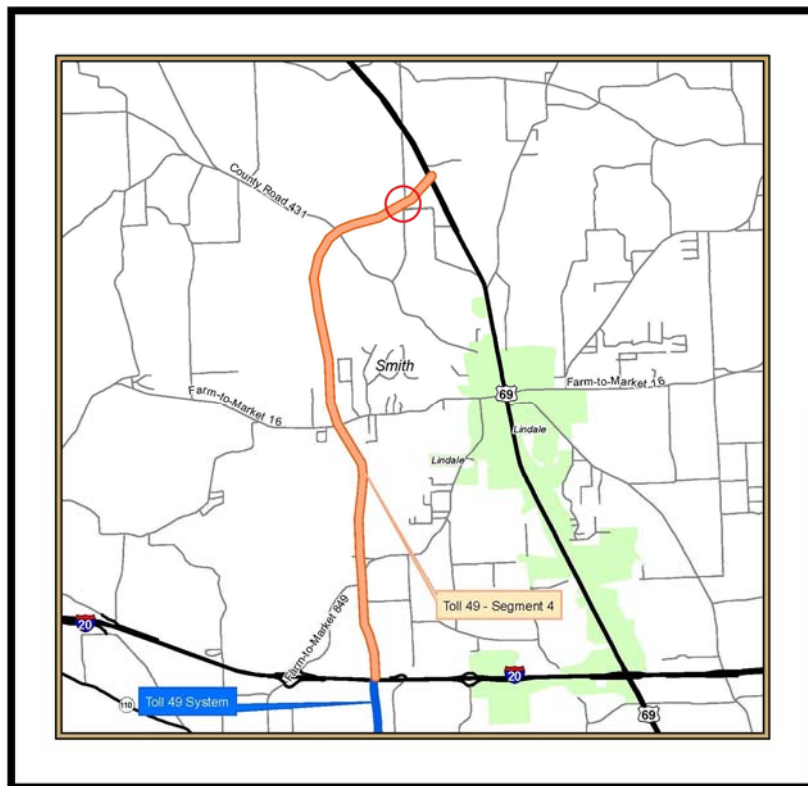 County Road 431
Smith
Farm-to-Market 16
69
Farm-to-Market 16
Lindale
Lindale
Toll 49 - Segment 4
Farm-to-Market 849
20
20
110
Toll 49 System
69